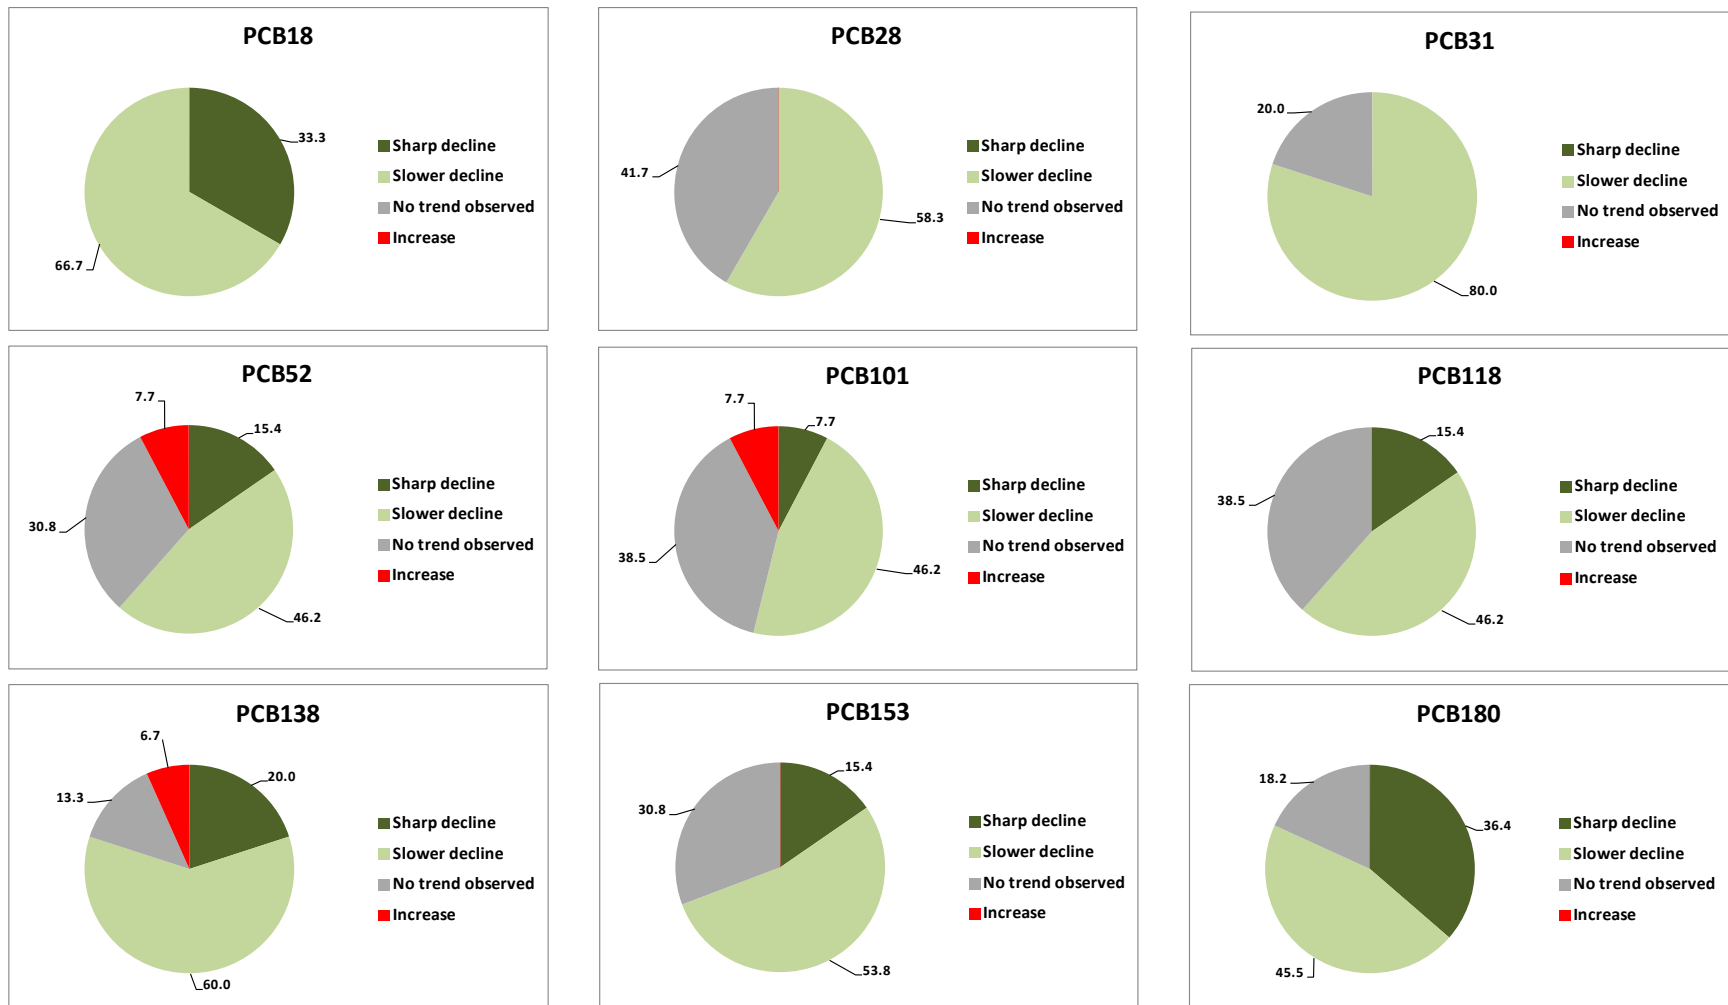 PCB18
33.3
66.7
Sharp decline
Slower decline
No trend observed
Increase
PCB28
41.7
58.3
Sharp decline
Slower decline
No trend observed
Increase
PCB31
20.0
80.0
Sharp decline
Slower decline
No trend observed
Increase
PCB52
7.7
15.4
30.8
46.2
Sharp decline
Slower decline
No trend observed
Increase
PCB101
7.7
7.7
38.5
46.2
Sharp decline
Slower decline
No trend observed
Increase
PCB118
15.4
38.5
46.2
Sharp decline
Slower decline
No trend observed
Increase
PCB138
6.7
20.0
13.3
60.0
Sharp decline
Slower decline
No trend observed
Increase
PCB153
15.4
30.8
53.8
Sharp decline
Slower decline
No trend observed
Increase
PCB180
18.2
36.4
45.5
Sharp decline
Slower decline
No trend observed
Increase